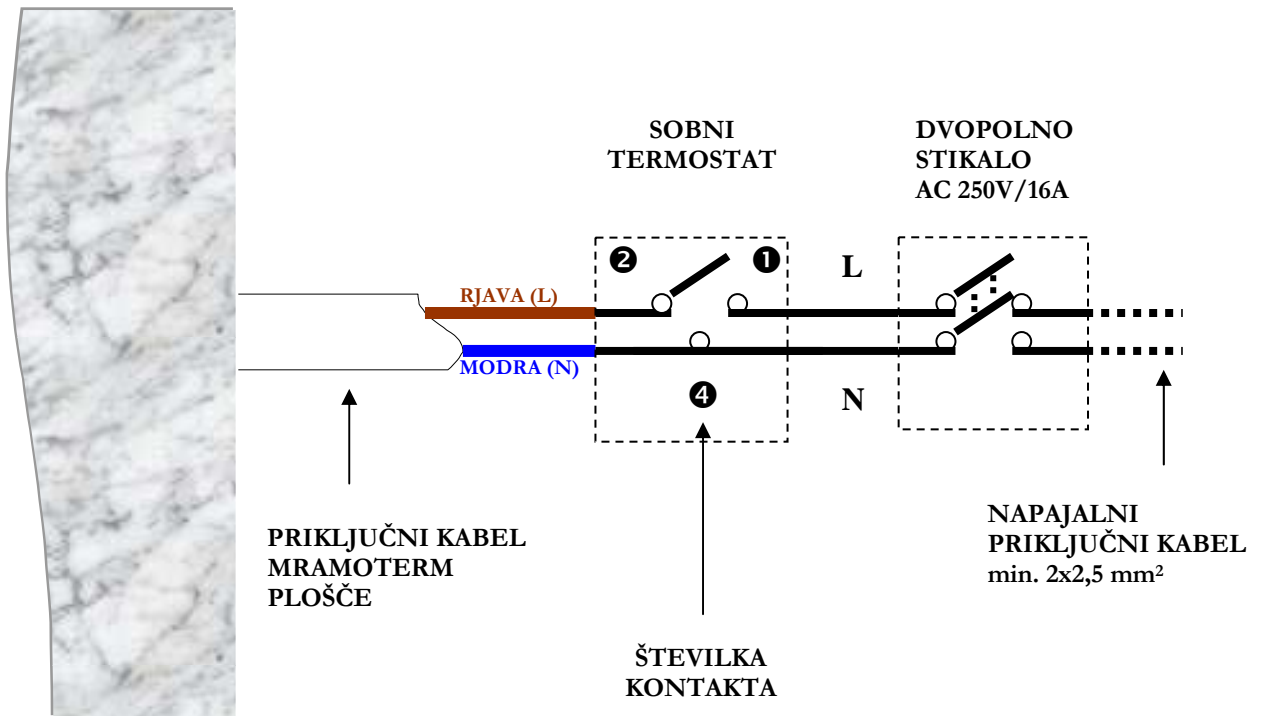 SOBNI
TERMOSTAT
DVOPOLNO
STIKALO
AC 250V/16A
❷
❶
L
RJAVA (L)
MODRA (N)
❹
N
PRIKLJUČNI KABEL
MRAMOTERM
PLOŠČE
NAPAJALNI
PRIKLJUČNI KABEL
min. 2x2,5 mm²
ŠTEVILKA
KONTAKTA